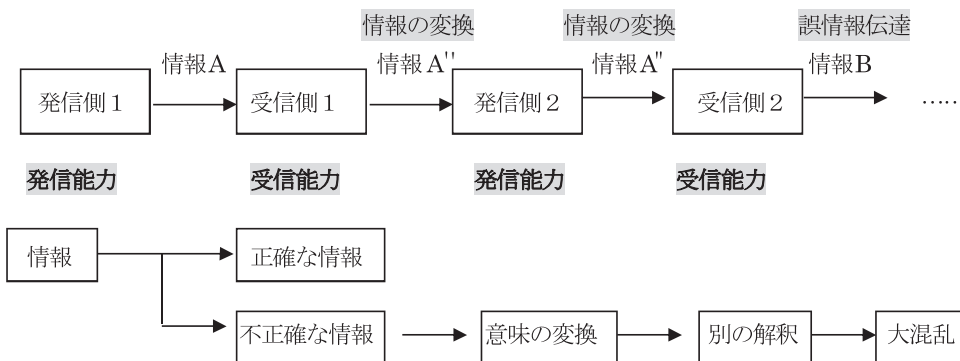 情報の変換 情報の変換 誤情報伝達
情報A 情報A'' 情報A" 情報B
発信側1 受信側1 発信側2 受信側2 .....
発信能力 受信能力 発信能力 受信能力
情報 正確な情報
不正確な情報 意味の変換 別の解釈 大混乱